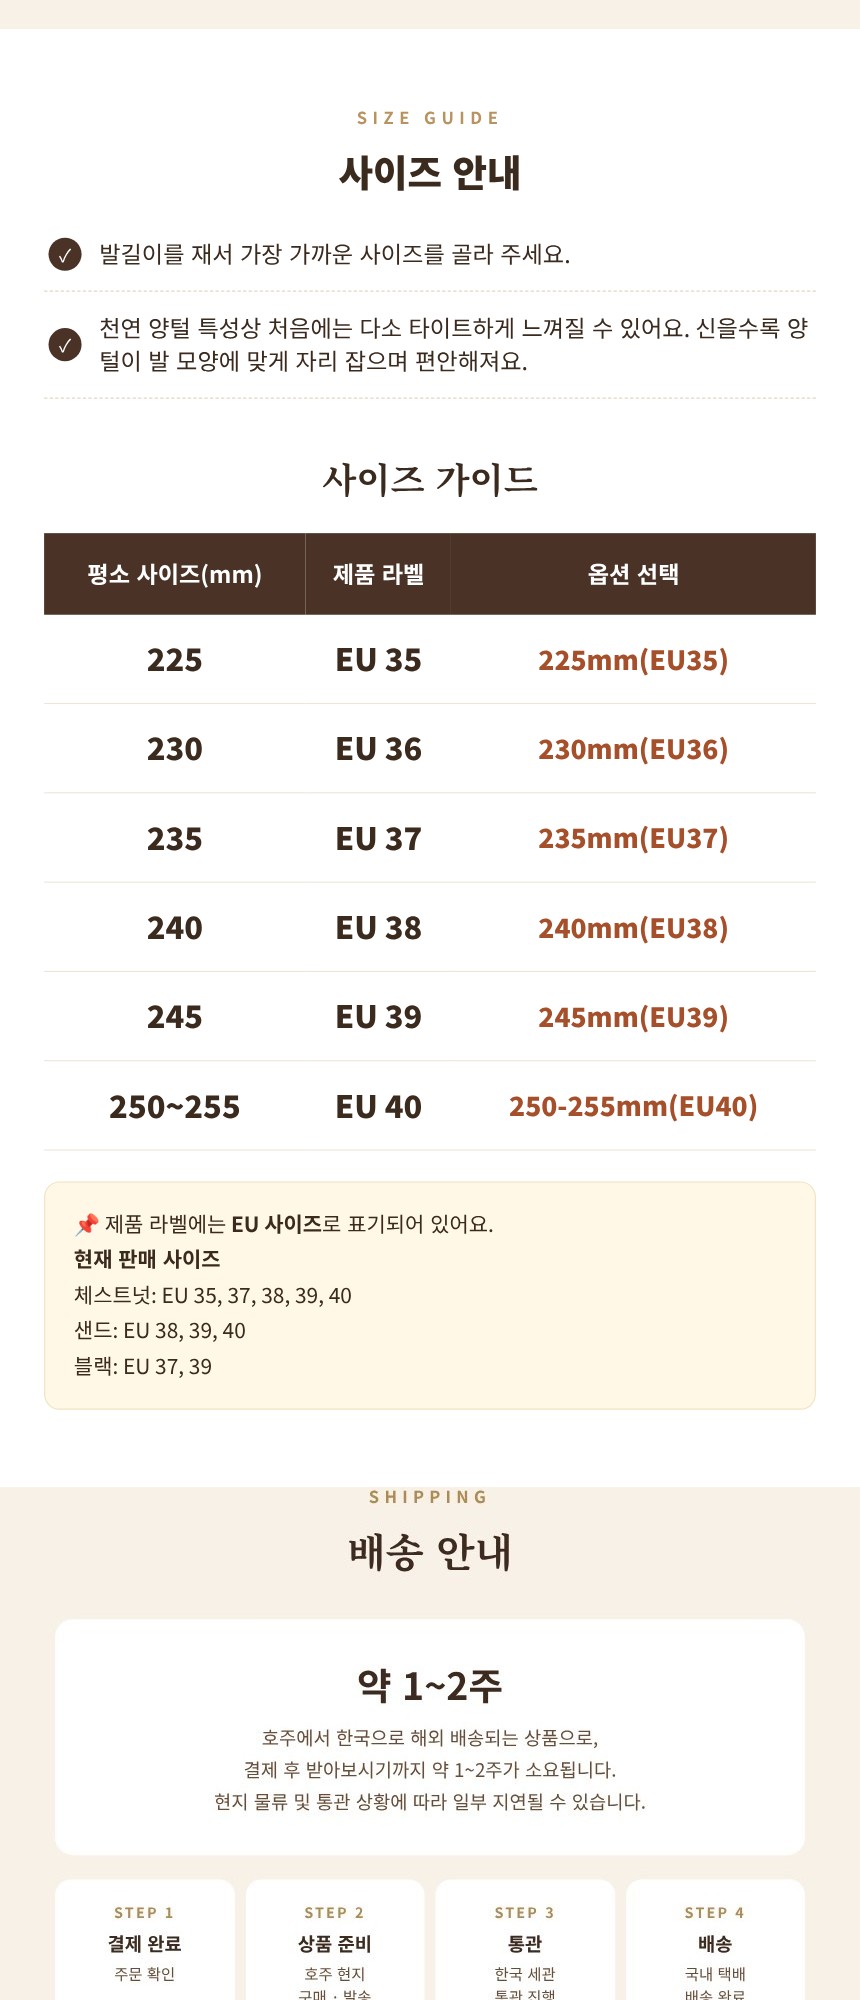 SIZE GUIDE
사이즈 안내
✓ 발길이를 재서 가장 가까운 사이즈를 골라 주세요.
✓ 천연 양털 특성상 처음에는 다소 타이트하게 느껴질 수 있어요. 신을수록 양
털이 발 모양에 맞게 자리 잡으며 편안해져요.
사이즈 가이드
평소 사이즈(mm) 제품 라벨 옵션 선택
225 EU 35 225mm(EU35)
230 EU 36 230mm(EU36)
235 EU 37 235mm(EU37)
240 EU 38 240mm(EU38)
245 EU 39 245mm(EU39)
250~255 EU 40 250-255mm(EU40)
📌 제품 라벨에는 EU 사이즈로 표기되어 있어요.
현재 판매 사이즈
체스트넛: EU 35, 37, 38, 39, 40
샌드: EU 38, 39, 40
블랙: EU 37, 39
SHIPPING
배송 안내
약 1~2주
호주에서 한국으로 해외 배송되는 상품으로,
결제 후 받아보시기까지 약 1~2주가 소요됩니다.
현지 물류 및 통관 상황에 따라 일부 지연될 수 있습니다.
STEP 1
결제 완료
주문 확인
STEP 2
상품 준비
호주 현지
구매 · 발송
STEP 3
통관
한국 세관
통관 진행
STEP 4
배송
국내 택배
배송 완료